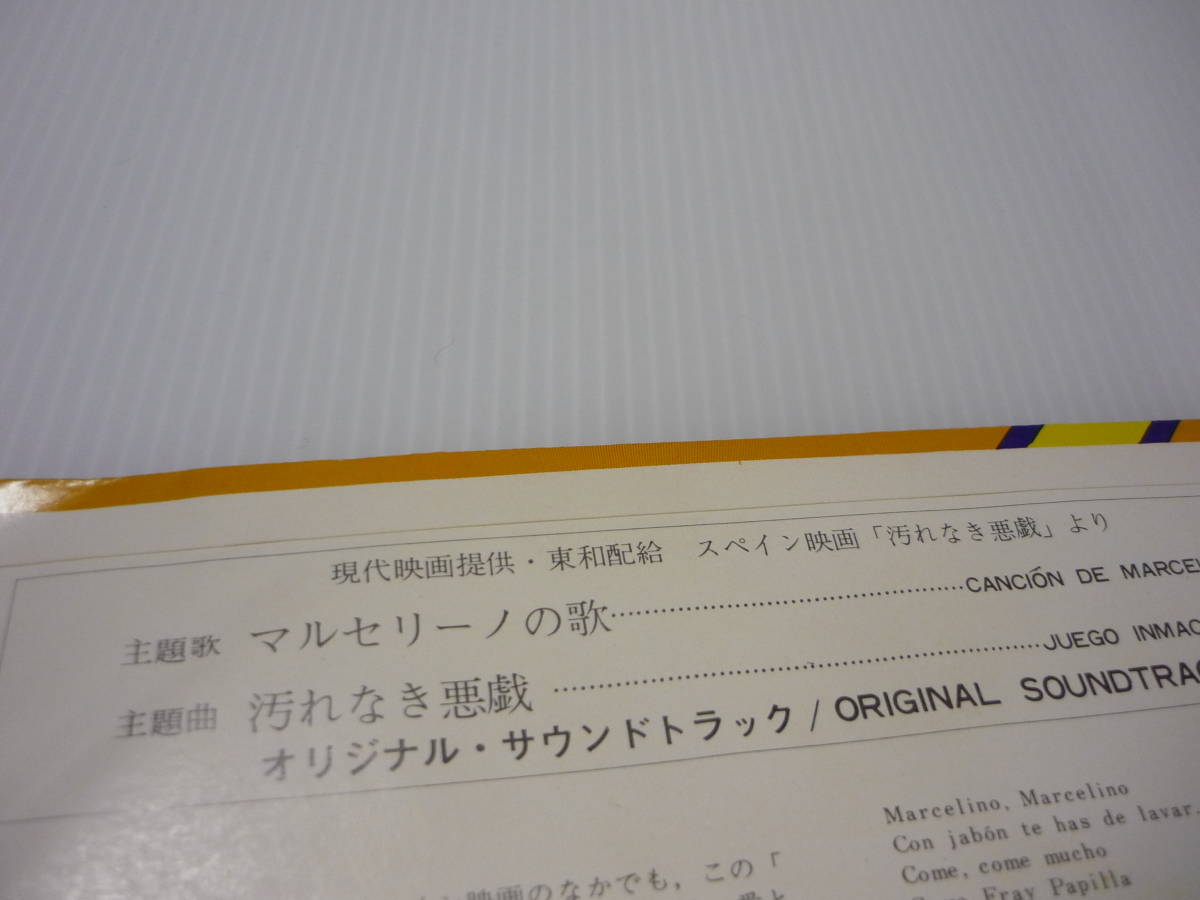 現代映画提供・東和配給 スペイン映画「汚れなき悪戯」より
主題歌 マルセリーノの歌……………………………CANCIÓN DE MARCEL
主題曲 汚れなき悪戯……………………………………JUEGO INMAC
オリジナル・サウンドトラック/ORIGINAL SOUNDTRAC
Marcelino, Marcelino
Con jabón te has de lavar.
Come, come mucho
Fray Papilla
映画のなかでも,この「